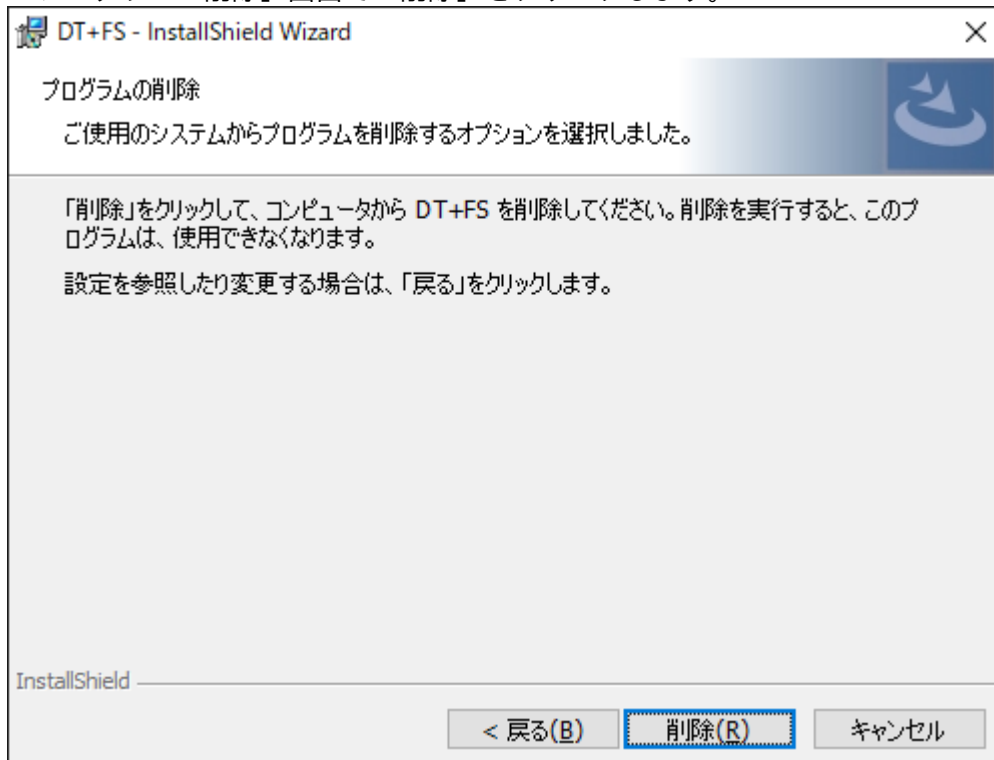 DT+FS - InstallShield Wizard
プログラムの削除
ご使用のシステムからプログラムを削除するオプションを選択しました。
「削除」をクリックして、コンピュータから DT+FS を削除してください。削除を実行すると、このプ
ログラムは、使用できなくなります。
設定を参照したり変更する場合は、「戻る」をクリックします。
InstallShield
< 戻る(B)
削除(R)
キャンセル